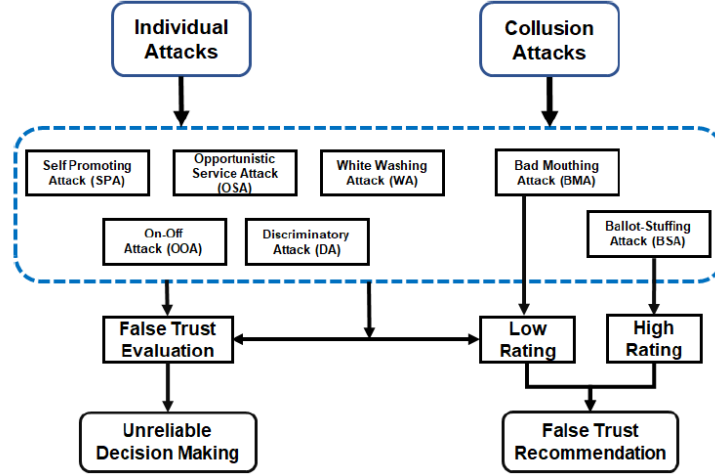 Individual
Attacks
Collusion
Attacks
Self Promoting
Attack (SPA)
Opportunistic
Service Attack
(OSA)
White Washing
Attack (WA)
Bad Mouthing
Attack (BMA)
On-Off
Attack (OOA)
Discriminatory
Attack (DA)
Ballot-Stuffing
Attack (BSA)
False Trust
Evaluation
Low
Rating
High
Rating
Unreliable
Decision Making
False Trust
Recommendation